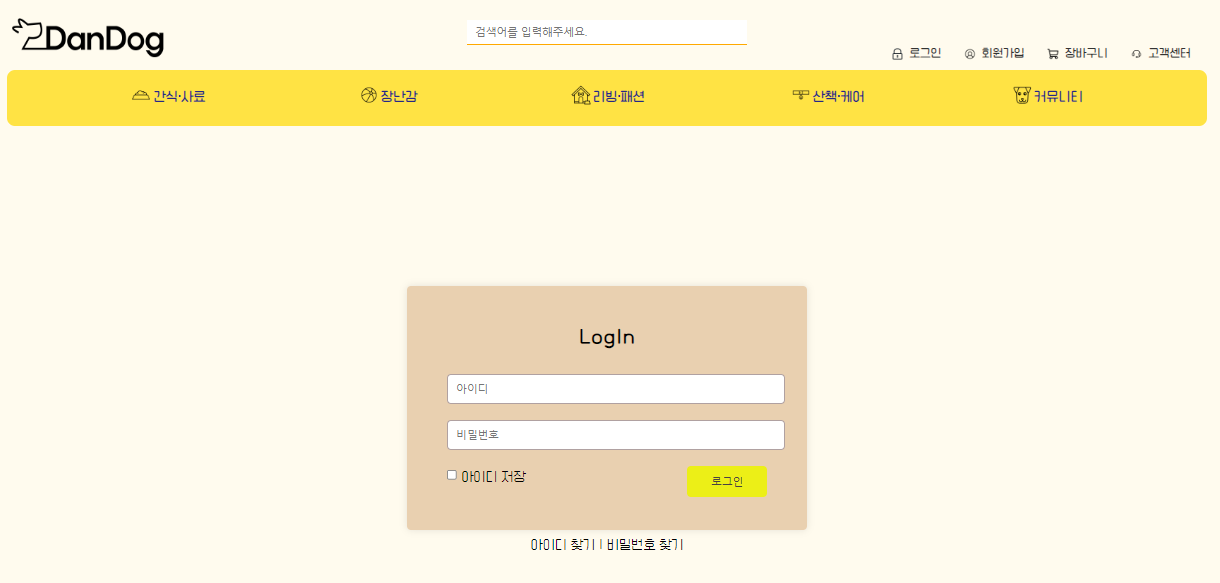 DanDog
검색어를 입력해주세요.
로그인 회원가입 장바구니 고객센터
간식·사료 장난감 리빙·패션 산책·케어 커뮤니티
LogIn
아이디
비밀번호
아이디 저장 로그인
아이디 찾기 | 비밀번호 찾기